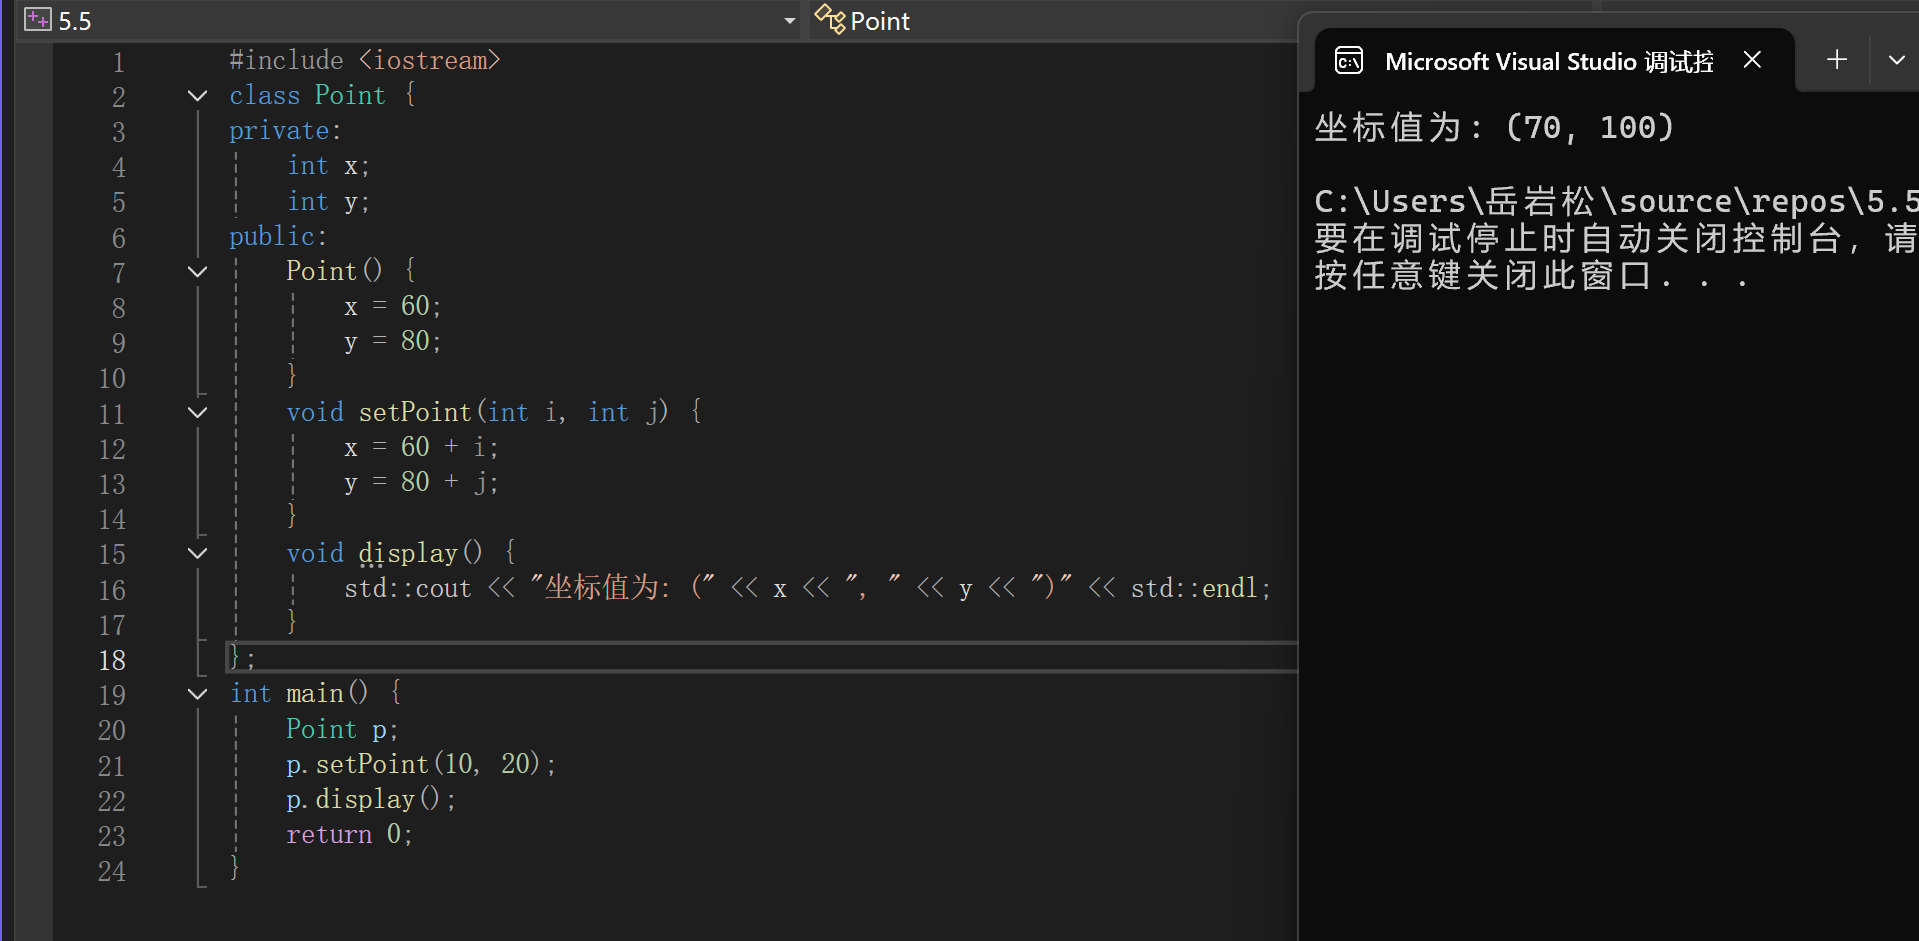 5.5
Point
1 #include <iostream>
2 class Point {
3 private:
4 int x;
5 int y;
6 public:
7 Point() {
8 x = 60;
9 y = 80;
10 }
11 void setPoint(int i, int j) {
12 x = 60 + i;
13 y = 80 + j;
14 }
15 void display() {
16 std::cout << "坐标值为: (" << x << ", " << y << ")" << std::endl;
17 }
18 };
19 int main() {
20 Point p;
21 p.setPoint(10, 20);
22 p.display();
23 return 0;
24 }
Microsoft Visual Studio 调试控
坐标值为: (70, 100)
C:\Users\岳岩松\source\repos\5.5
要在调试停止时自动关闭控制台，请
按任意键关闭此窗口. . .